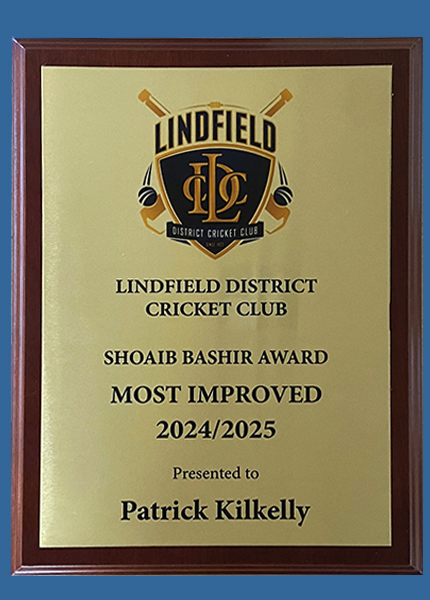 LINDFIELD
DLCC
DISTRICT CRICKET CLUB
LINDFIELD DISTRICT
CRICKET CLUB
SHOAIB BASHIR AWARD
MOST IMPROVED
2024/2025
Presented to
Patrick Kilkelly